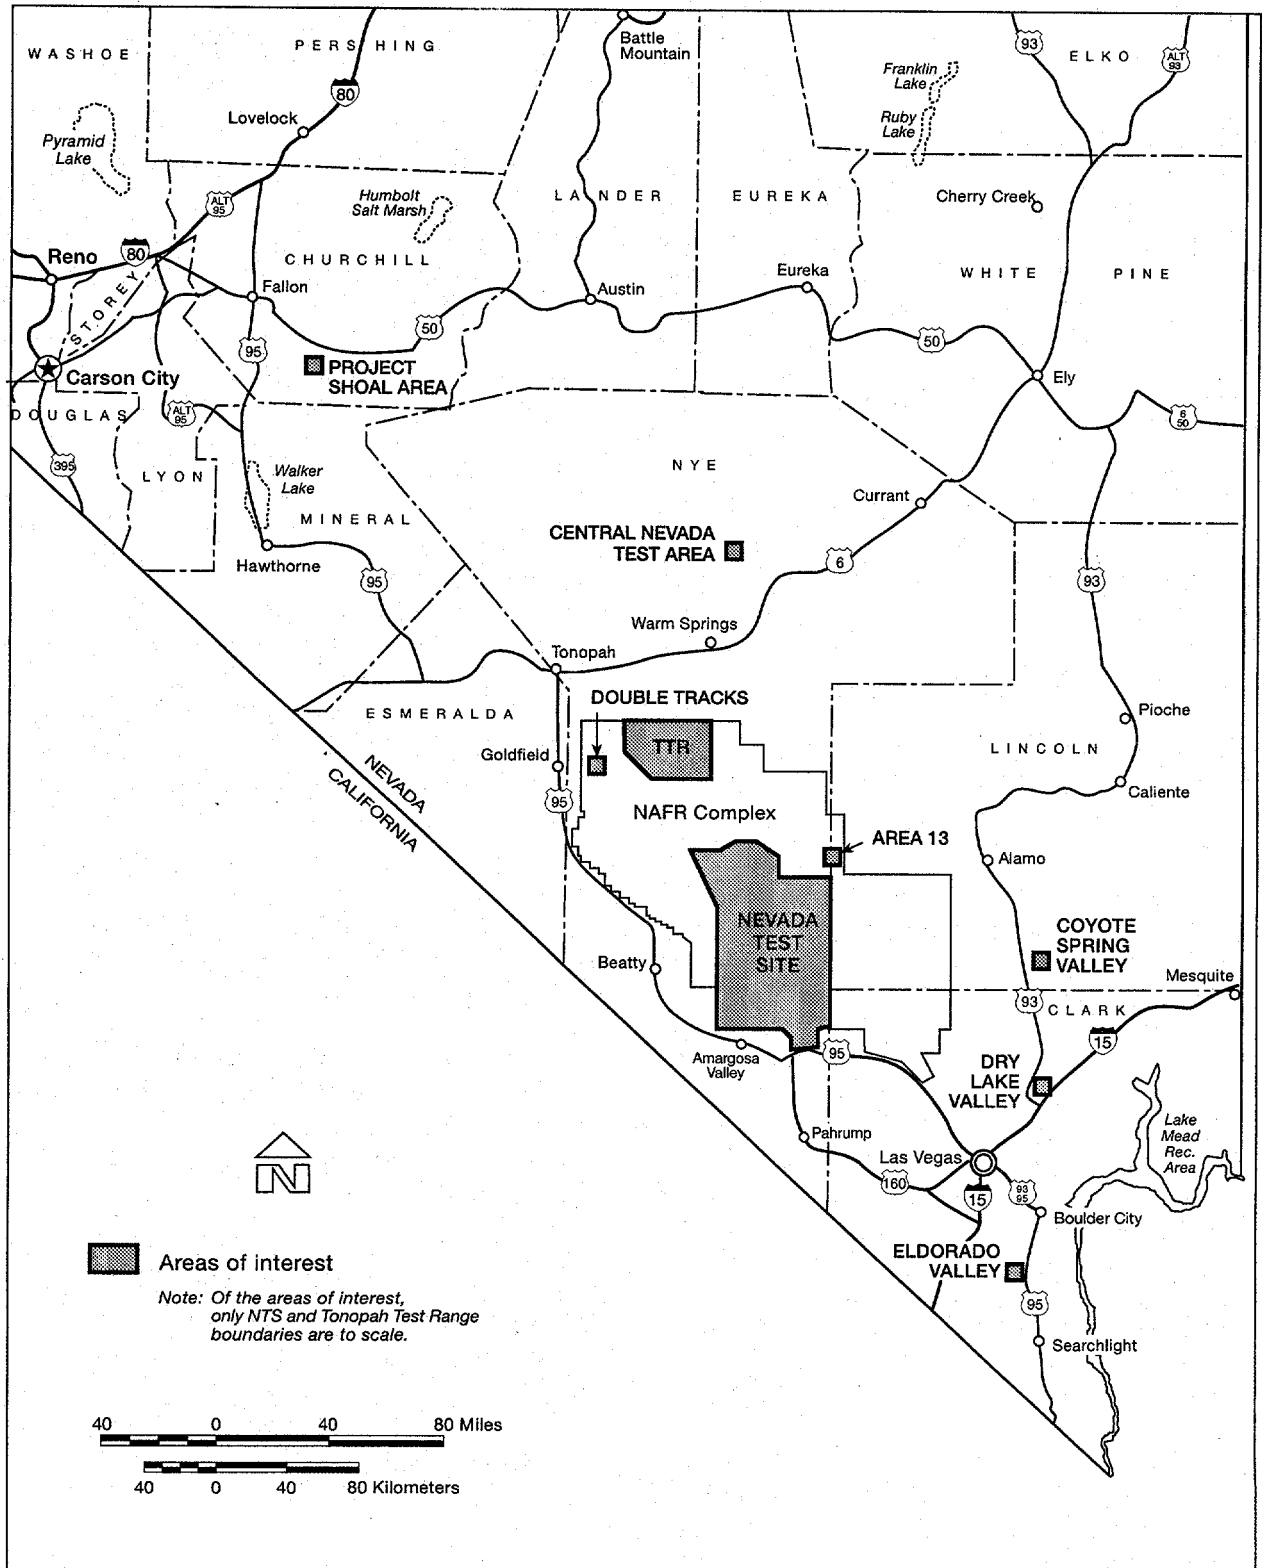 WASHOE
PERSHING
Battle
Mountain
93
ELKO
ALT
93
Franklin
Lake
80
Ruby
Lake
Lovelock
Pyramid
Lake
ALT
95
Humbolt
Salt Marsh
LANDER
EUREKA
Cherry Creek
Reno
80
CHURCHILL
WHITE PINE
STOREY
Fallon
Austin
Eureka
50
50
95
Carson City
PROJECT
SHOAL AREA
Ely
DOUGLAS
ALT
95
6
50
395
LYON
Walker
Lake
NYE
MINERAL
Currant
CENTRAL NEVADA
TEST AREA
Hawthorne
95
6
93
Warm Springs
Tonopah
DOUBLE TRACKS
ESMERALDA
Pioche
LINCOLN
Goldfield
TTR
NEVADA
CALIFORNIA
95
NAFR Complex
Caliente
AREA 13
Alamo
NEVADA
TEST
SITE
COYOTE
SPRING
VALLEY
Beatty
Mesquite
93
CLARK
15
Amargosa
Valley
95
DRY
LAKE
VALLEY
Lake
Mead
Rec.
Area
Pahrump
Las Vegas
160
15
93
95
Boulder City
N
ELDORADO
VALLEY
95
Searchlight
Areas of interest
Note: Of the areas of interest,
only NTS and Tonopah Test Range
boundaries are to scale.
40 0 40 80 Miles
40 0 40 80 Kilometers